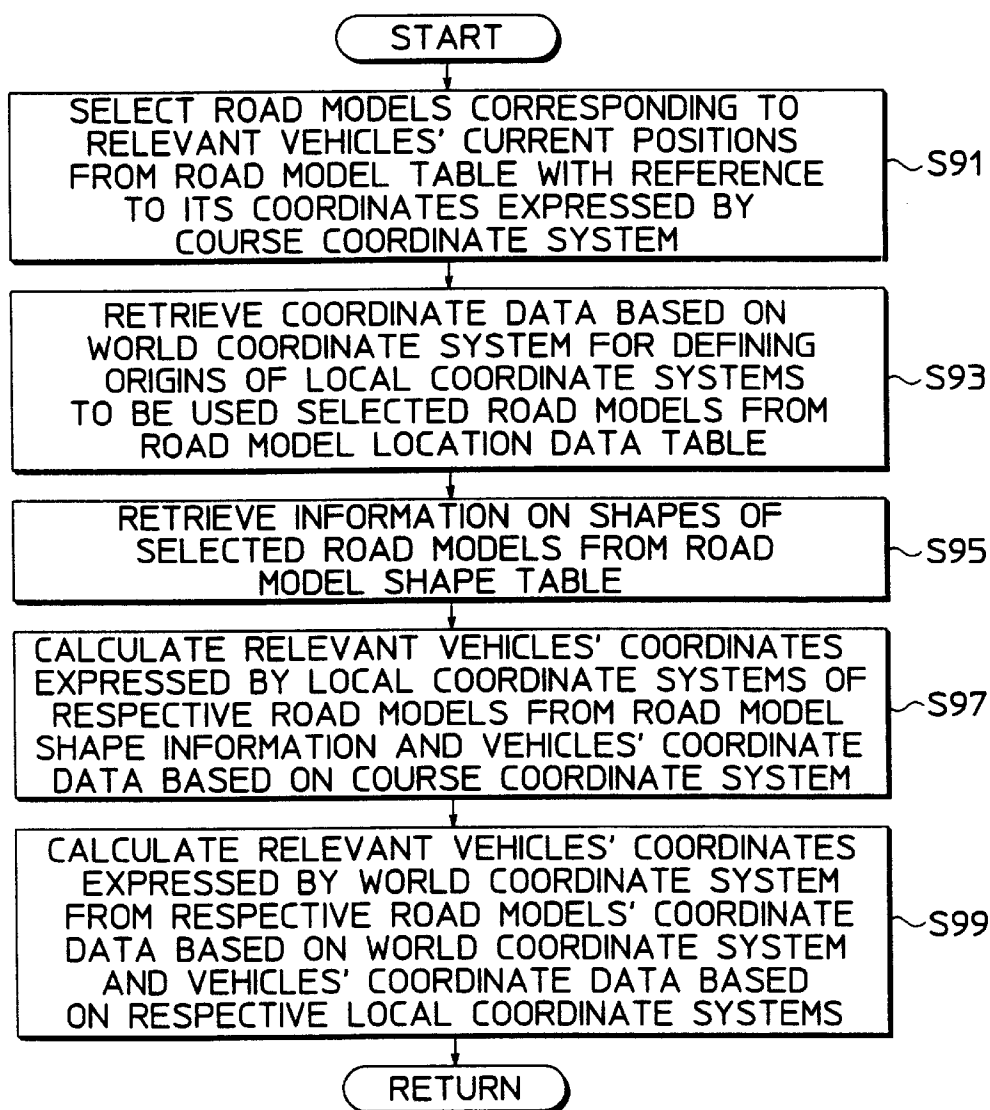 START
SELECT ROAD MODELS CORRESPONDING TO
RELEVANT VEHICLES' CURRENT POSITIONS
FROM ROAD MODEL TABLE WITH REFERENCE
TO ITS COORDINATES EXPRESSED BY
COURSE COORDINATE SYSTEM
S91
RETRIEVE COORDINATE DATA BASED ON
WORLD COORDINATE SYSTEM FOR DEFINING
ORIGINS OF LOCAL COORDINATE SYSTEMS
TO BE USED SELECTED ROAD MODELS FROM
ROAD MODEL LOCATION DATA TABLE
S93
RETRIEVE INFORMATION ON SHAPES OF
SELECTED ROAD MODELS FROM ROAD
MODEL SHAPE TABLE
S95
CALCULATE RELEVANT VEHICLES' COORDINATES
EXPRESSED BY LOCAL COORDINATE SYSTEMS OF
RESPECTIVE ROAD MODELS FROM ROAD MODEL
SHAPE INFORMATION AND VEHICLES' COORDINATE
DATA BASED ON COURSE COORDINATE SYSTEM
S97
CALCULATE RELEVANT VEHICLES' COORDINATES
EXPRESSED BY WORLD COORDINATE SYSTEM
FROM RESPECTIVE ROAD MODELS' COORDINATE
DATA BASED ON WORLD COORDINATE SYSTEM
AND VEHICLES' COORDINATE DATA BASED
ON RESPECTIVE LOCAL COORDINATE SYSTEMS
S99
RETURN